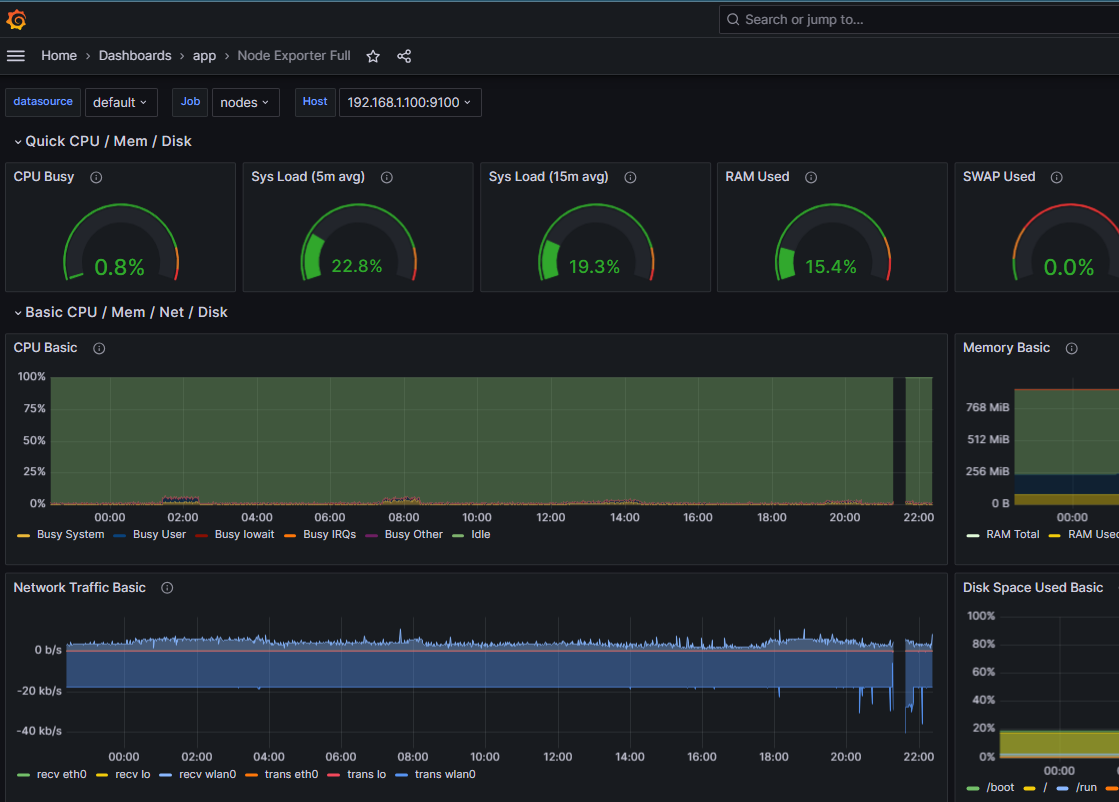 Search or jump to...
Home › Dashboards › app › Node Exporter Full
datasource default Job nodes Host 192.168.1.100:9100
Quick CPU / Mem / Disk
CPU Busy Sys Load (5m avg) Sys Load (15m avg) RAM Used SWAP Used
0.8% 22.8% 19.3% 15.4% 0.0%
Basic CPU / Mem / Net / Disk
CPU Basic
100%
75%
50%
25%
0%
00:00 02:00 04:00 06:00 08:00 10:00 12:00 14:00 16:00 18:00 20:00 22:00
Busy System Busy User Busy Iowait Busy IRQs Busy Other Idle
Memory Basic
768 MiB
512 MiB
256 MiB
0 B
00:00
RAM Total RAM Used
Network Traffic Basic
0 b/s
-20 kb/s
-40 kb/s
00:00 02:00 04:00 06:00 08:00 10:00 12:00 14:00 16:00 18:00 20:00 22:00
recv eth0 recv lo recv wlan0 trans eth0 trans lo trans wlan0
Disk Space Used Basic
100%
80%
60%
40%
20%
0%
00:00
/boot / /run